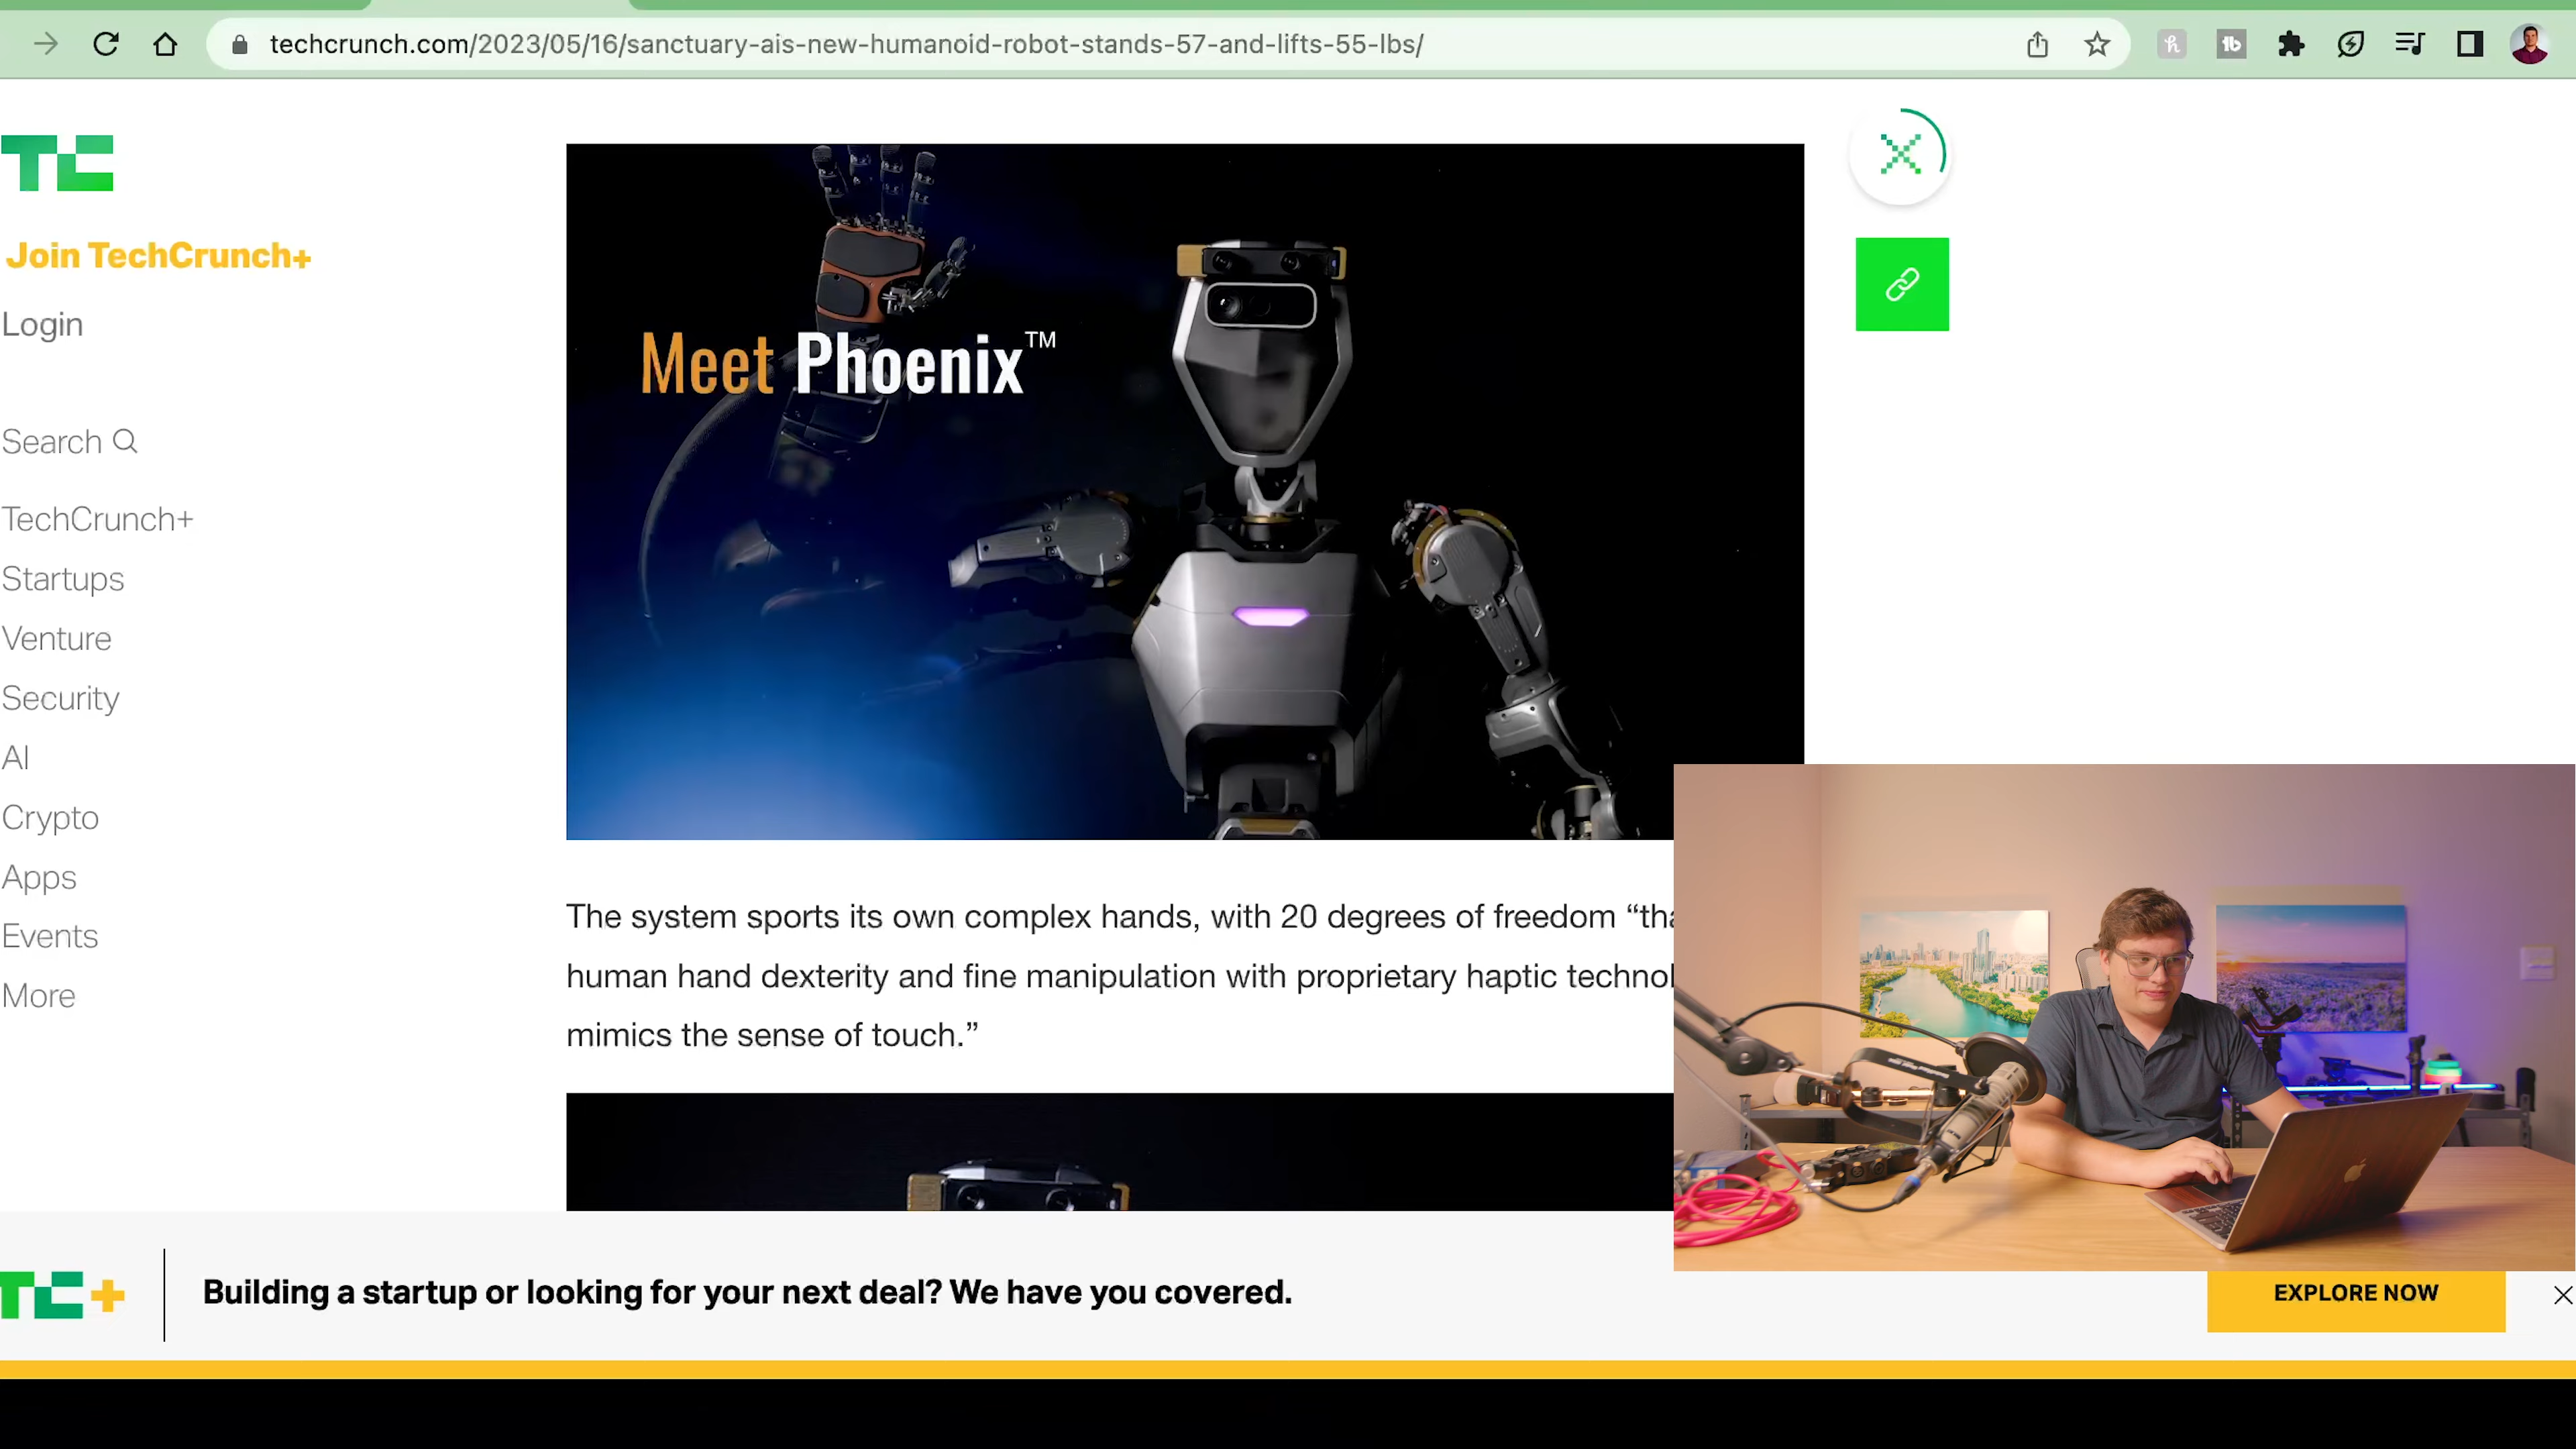 techcrunch.com/2023/05/16/sanctuary-ais-new-humanoid-robot-stands-57-and-lifts-55-lbs/
TC
Join TechCrunch+
Login
Search
TechCrunch+
Startups
Venture
Security
AI
Crypto
Apps
Events
More
Meet Phoenix™
The system sports its own complex hands, with 20 degrees of freedom “tha
human hand dexterity and fine manipulation with proprietary haptic technol
mimics the sense of touch.”
TC+
Building a startup or looking for your next deal? We have you covered.
EXPLORE NOW